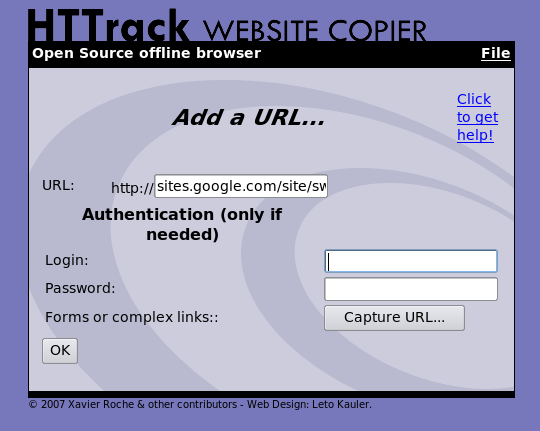 HTTrack WEBSITE COPIER
Open Source offline browser File
Add a URL...
Click
to get
help!
URL: http:// sites.google.com/site/sw
Authentication (only if
needed)
Login:
Password:
Forms or complex links:: Capture URL...
OK
© 2007 Xavier Roche & other contributors - Web Design: Leto Kauler.